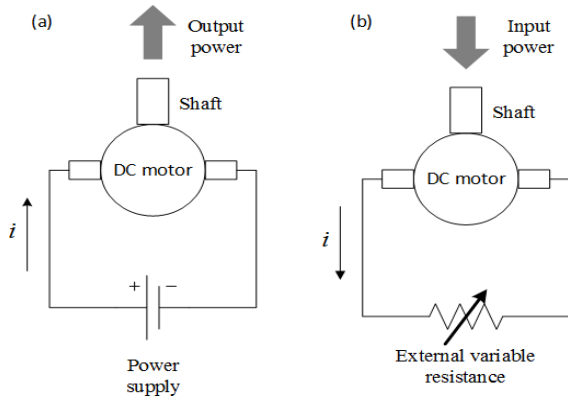 (a)
Output
power
Shaft
DC motor
i
+ −
Power
supply
(b)
Input
power
Shaft
DC motor
i
External variable
resistance